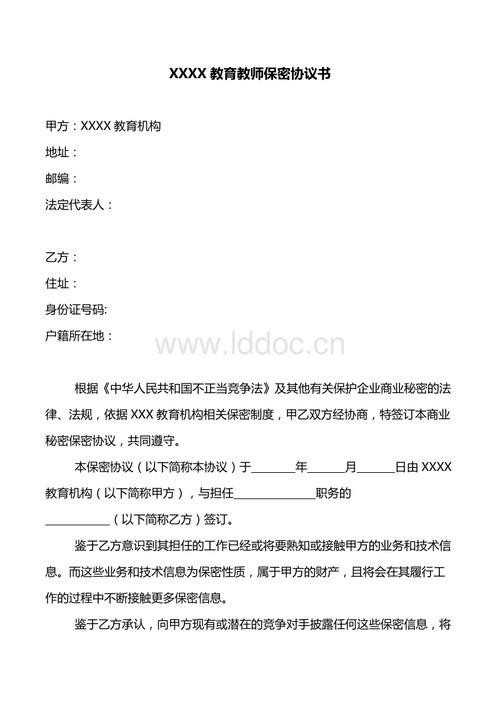 XXXX 教育教师保密协议书
甲方：XXXX 教育机构
地址：
邮编：
法定代表人：
乙方：
住址：
身份证号码:
户籍所在地：
www.lddoc.cn
根据《中华人民共和国不正当竞争法》及其他有关保护企业商业秘密的法
律、法规，依据 XXX 教育机构相关保密制度，甲乙双方经协商，特签订本商业
秘密保密协议，共同遵守。
本保密协议（以下简称本协议）于_______年______月______日由 XXXX
教育机构（以下简称甲方），与担任_____________职务的
__________（以下简称乙方）签订。
鉴于乙方意识到其担任的工作已经或将要熟知或接触甲方的业务和技术信
息。而这些业务和技术信息为保密性质，属于甲方的财产，且将会在其履行工
作的过程中不断接触更多保密信息。
鉴于乙方承认，向甲方现有或潜在的竞争对手披露任何这些保密信息，将